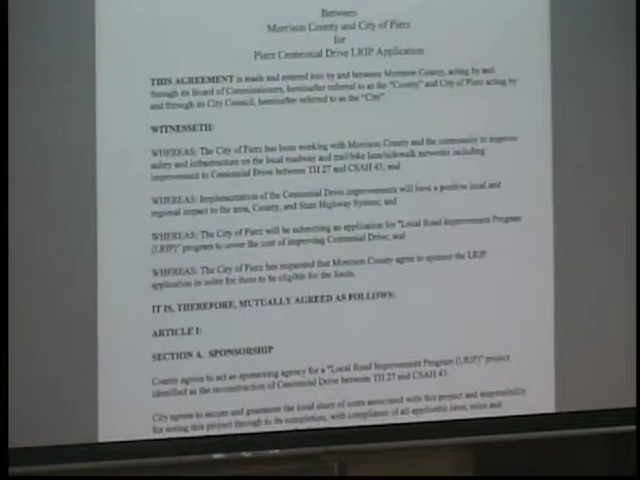 Between
Morrison County and City of Pierz
for
Pierz Centennial Drive LRIP Application
THIS AGREEMENT is made and entered into by and between Morrison County, acting by and
through its Board of Commissioners, hereinafter referred to as the "County" and City of Pierz acting by
and through its City Council, hereinafter referred to as the "City".
WITNESSETH:
WHEREAS: The City of Pierz has been working with Morrison County and the community to improve
safety and infrastructure on the local roadway and trail/bike lane/sidewalk networks including
improvement to Centennial Drive between TH 27 and CSAH 43; and
WHEREAS: Implementation of the Centennial Drive improvements will have a positive local and
regional impact to the area, County, and State Highway System; and
WHEREAS: The City of Pierz will be submitting an application for "Local Road Improvement Program
(LRIP)" program to cover the cost of improving Centennial Drive; and
WHEREAS: The City of Pierz has requested that Morrison County agree to sponsor the LRIP
application in order for them to be eligible for the funds.
IT IS, THEREFORE, MUTUALLY AGREED AS FOLLOWS:
ARTICLE I:
SECTION A. SPONSORSHIP
County agrees to act as sponsoring agency for a "Local Road Improvement Program (LRIP)" project
identified as the reconstruction of Centennial Drive between TH 27 and CSAH 43.
City agrees to secure and guarantee the local share of costs associated with this project and responsibility
for seeing this project through to its completion, with compliance of all applicable laws, rules and